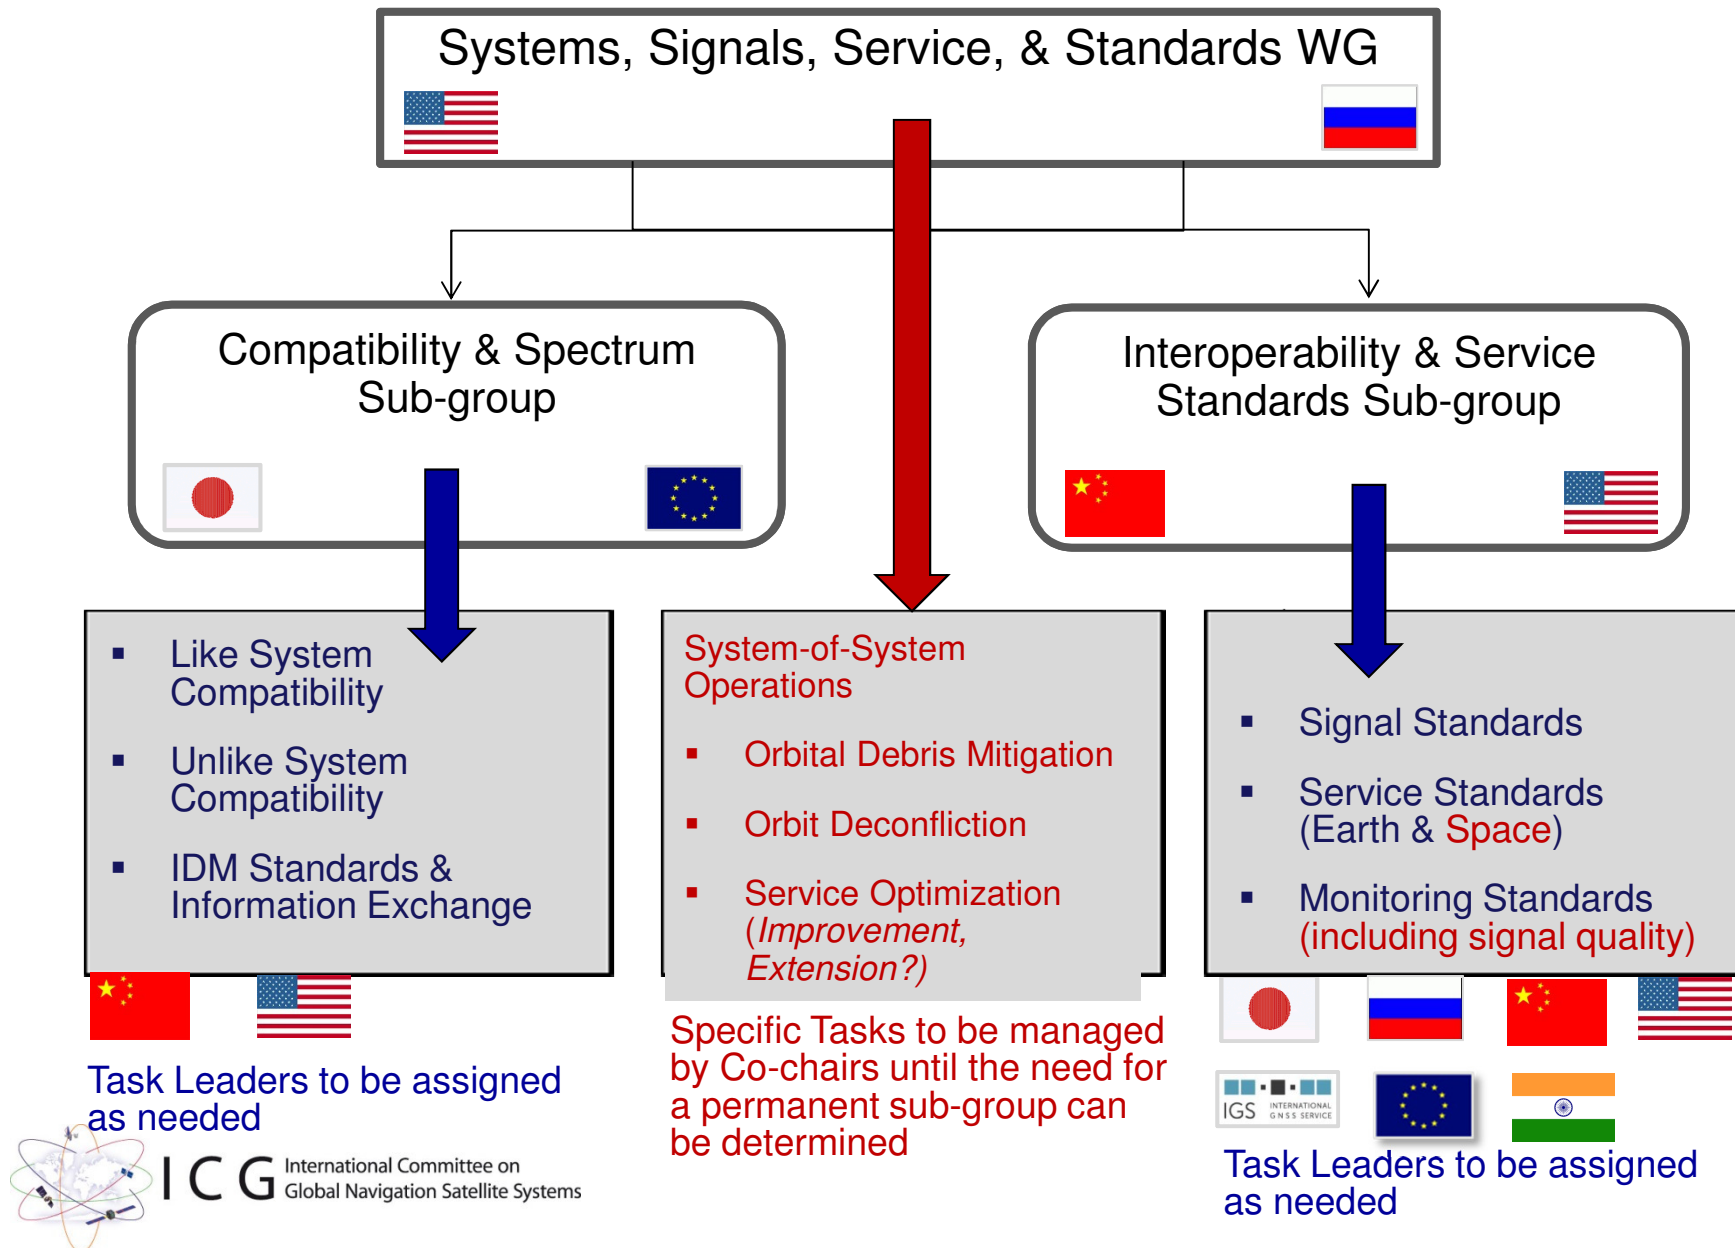 Systems, Signals, Service, & Standards WG
Compatibility & Spectrum
Sub-group
Interoperability & Service
Standards Sub-group
▪ Like System
Compatibility
▪ Unlike System
Compatibility
▪ IDM Standards &
Information Exchange
Task Leaders to be assigned
as needed
System-of-System
Operations
▪ Orbital Debris Mitigation
▪ Orbit Deconfliction
▪ Service Optimization
(Improvement,
Extension?)
Specific Tasks to be managed
by Co-chairs until the need for
a permanent sub-group can
be determined
▪ Signal Standards
▪ Service Standards
(Earth & Space)
▪ Monitoring Standards
(including signal quality)
IGS INTERNATIONAL
GNSS SERVICE
Task Leaders to be assigned
as needed
ICG International Committee on
Global Navigation Satellite Systems